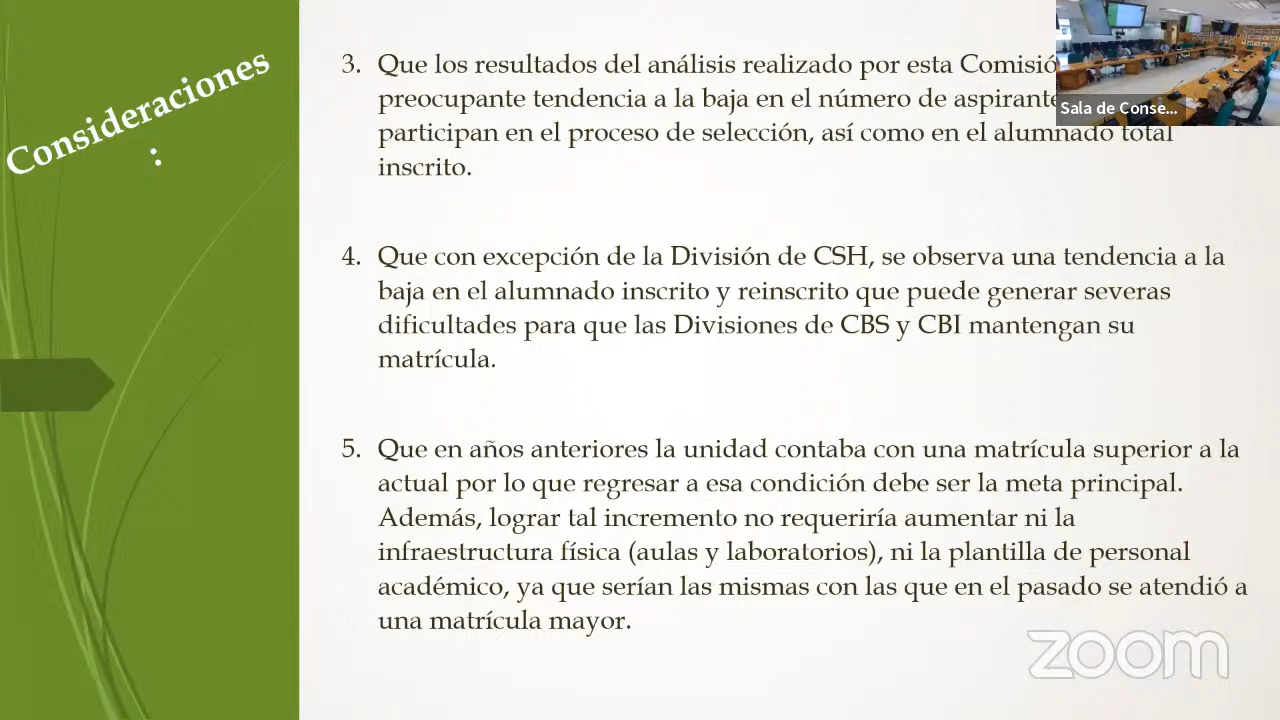 Consideraciones
:
3. Que los resultados del análisis realizado por esta
preocupante tendencia a la baja en el número de
participan en el proceso de selección, así como en el alumnado total
inscrito.
4. Que con excepción de la División de CSH, se observa una tendencia a la
baja en el alumnado inscrito y reinscrito que puede generar severas
dificultades para que las Divisiones de CBS y CBI mantengan su
matrícula.
5. Que en años anteriores la unidad contaba con una matrícula superior a la
actual por lo que regresar a esa condición debe ser la meta principal.
Además, lograr tal incremento no requeriría aumentar ni la
infraestructura física (aulas y laboratorios), ni la plantilla de personal
académico, ya que serían las mismas con las que en el pasado se atendió a
una matrícula mayor.
Sala de Conse...
zoom